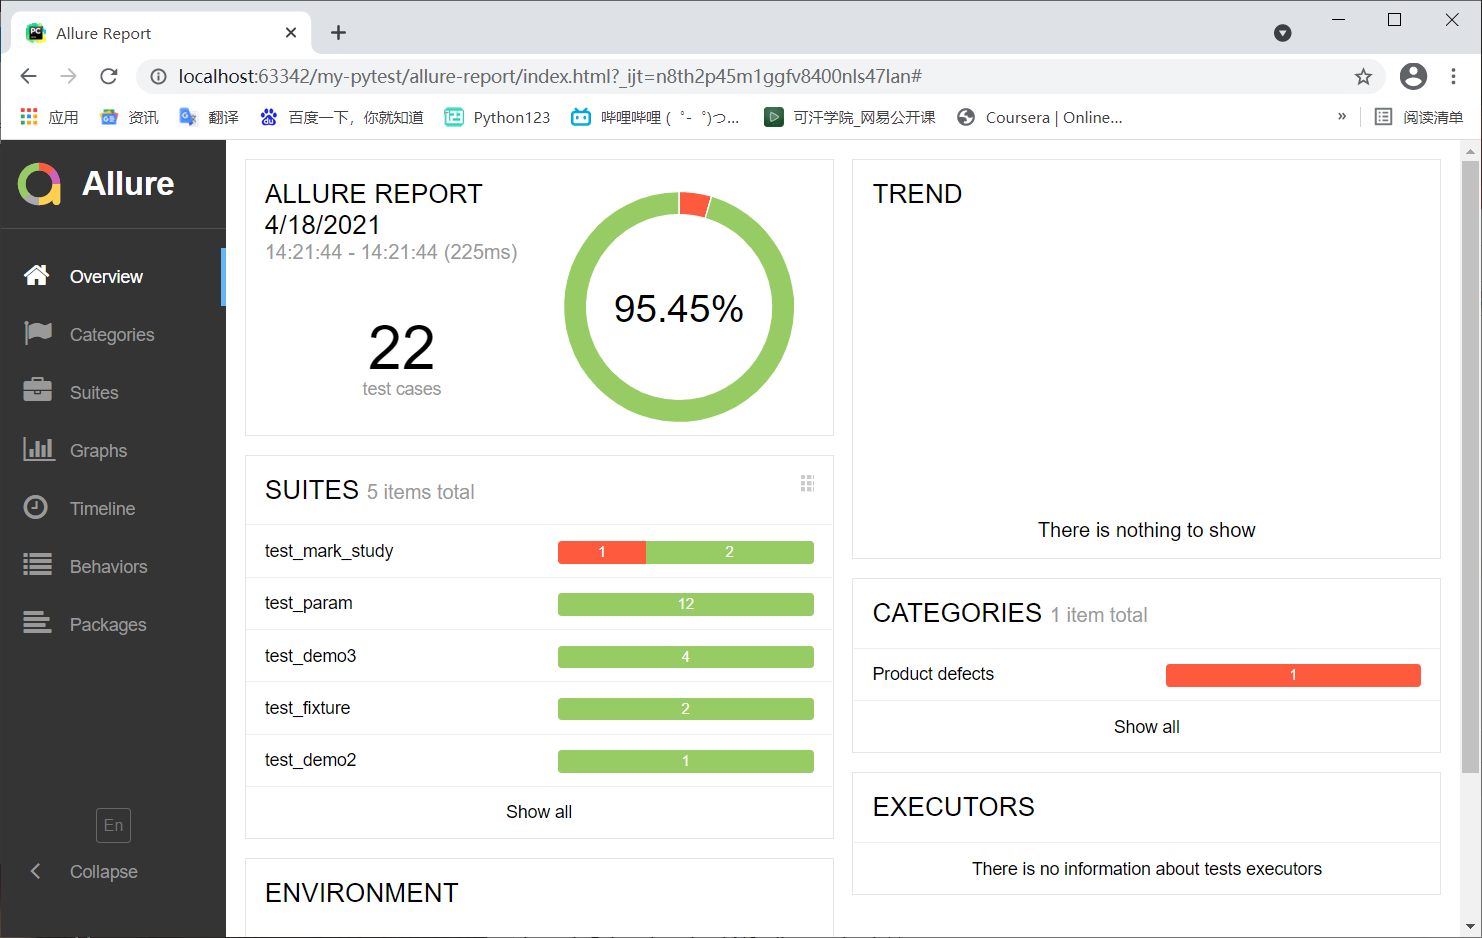 Allure Report
localhost:63342/my-pytest/allure-report/index.html?_ijt=n8th2p45m1ggfv8400nls47lan#
应用 资讯 翻译 百度一下，你就知道 Python123 哔哩哔哩 ( ゜- ゜)つ... 可汗学院_网易公开课 Coursera | Online... » 阅读清单
Allure
Overview
Categories
Suites
Graphs
Timeline
Behaviors
Packages
En
Collapse
ALLURE REPORT
4/18/2021
14:21:44 - 14:21:44 (225ms)
22
test cases
95.45%
SUITES 5 items total
test_mark_study 1 2
test_param 12
test_demo3 4
test_fixture 2
test_demo2 1
Show all
ENVIRONMENT
TREND
There is nothing to show
CATEGORIES 1 item total
Product defects 1
Show all
EXECUTORS
There is no information about tests executors